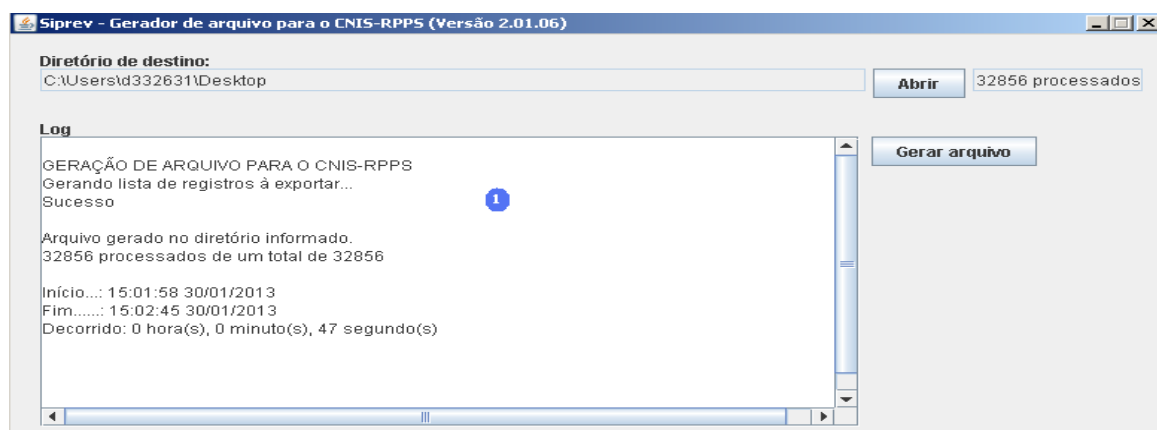 Siprev - Gerador de arquivo para o CNIS-RPPS (Versão 2.01.06)
Diretório de destino:
C:\Users\d332631\Desktop
Abrir
32856 processados
Log
Gerar arquivo
GERAÇÃO DE ARQUIVO PARA O CNIS-RPPS
Gerando lista de registros à exportar...
Sucesso
1
Arquivo gerado no diretório informado.
32856 processados de um total de 32856
Início...: 15:01:58 30/01/2013
Fim......: 15:02:45 30/01/2013
Decorrido: 0 hora(s), 0 minuto(s), 47 segundo(s)